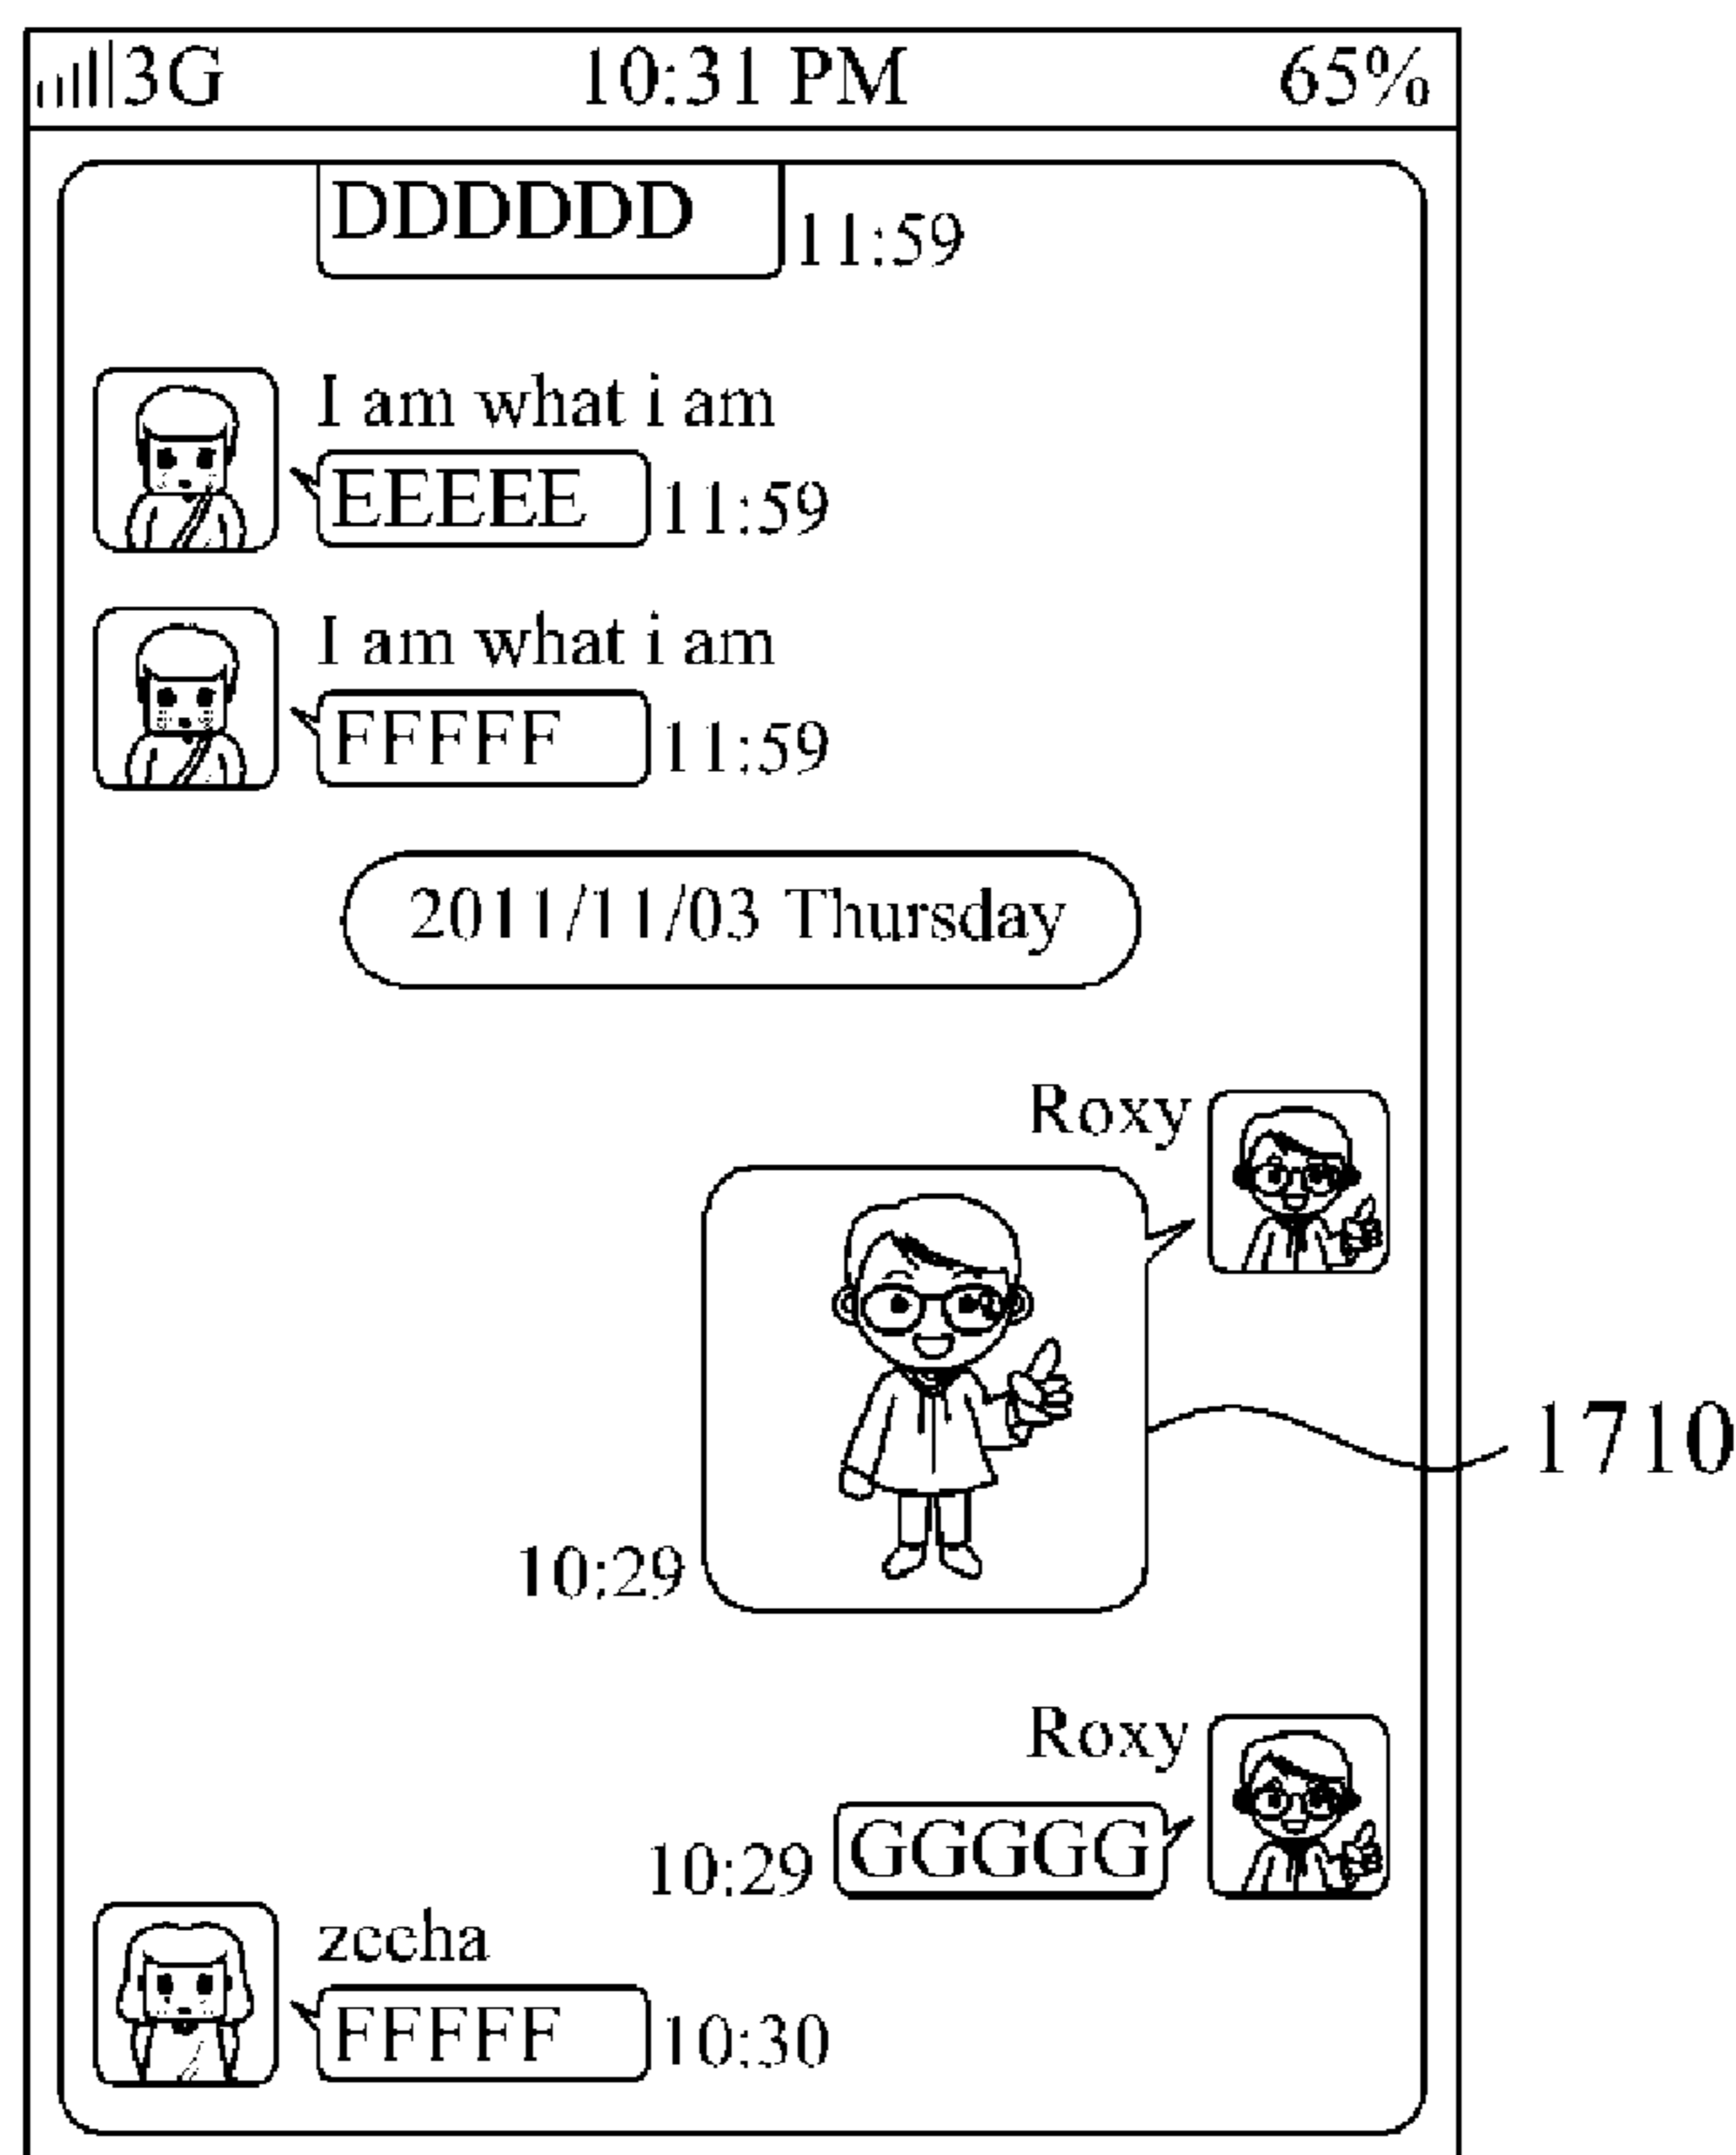 3G 10:31 PM 65%
DDDDDD 11:59
I am what i am
EEEEE 11:59
I am what i am
FFFFF 11:59
2011/11/03 Thursday
Roxy
1710
10:29
Roxy
10:29 GGGGG
zccha
FFFFF 10:30